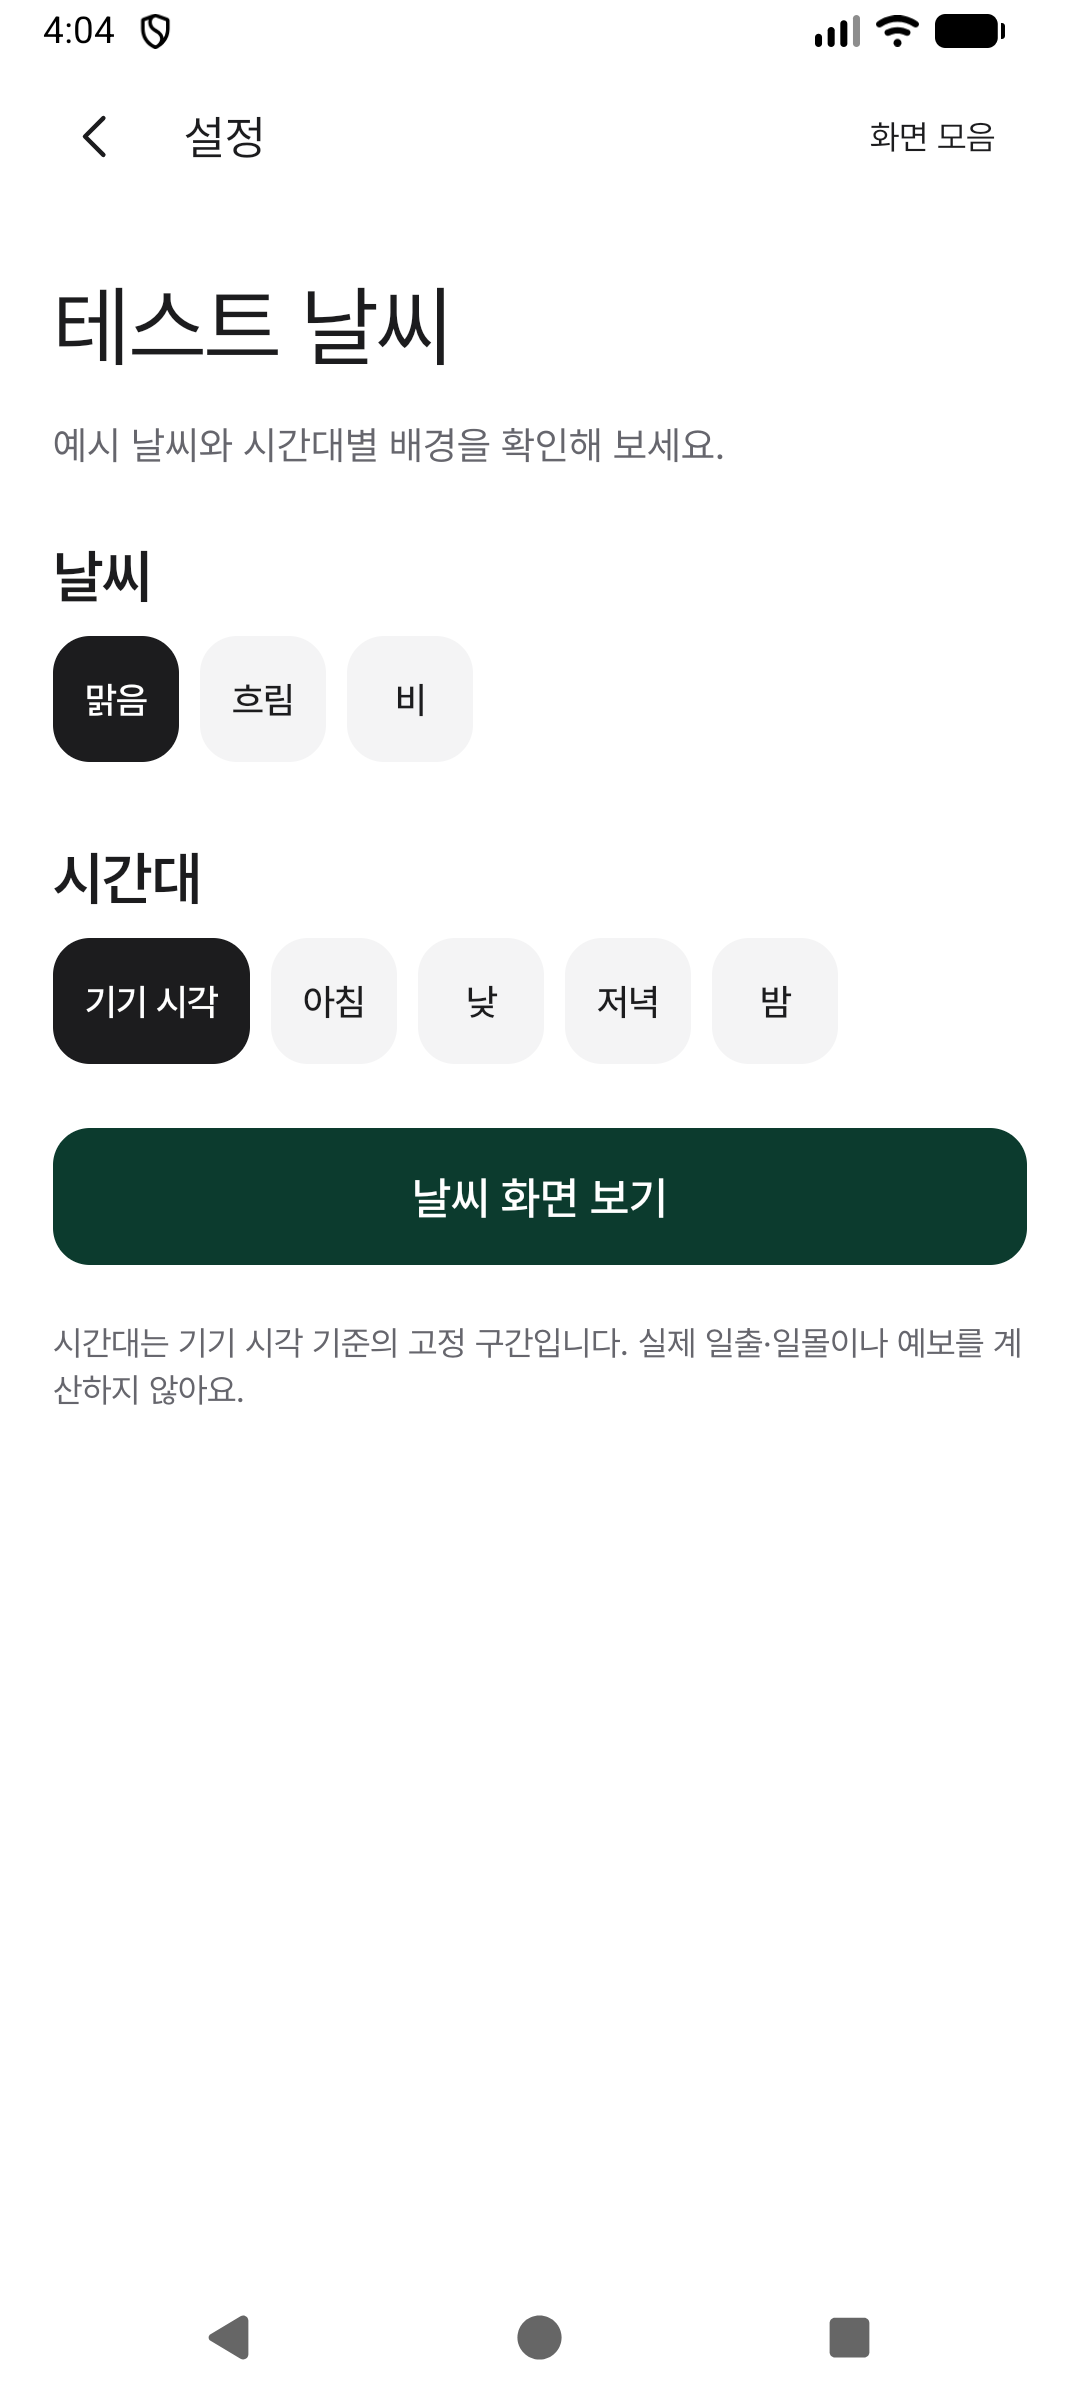 4:04
설정
화면 모음
테스트 날씨
예시 날씨와 시간대별 배경을 확인해 보세요.
날씨
맑음
흐림
비
시간대
기기 시각
아침
낮
저녁
밤
날씨 화면 보기
시간대는 기기 시각 기준의 고정 구간입니다. 실제 일출·일몰이나 예보를 계
산하지 않아요.